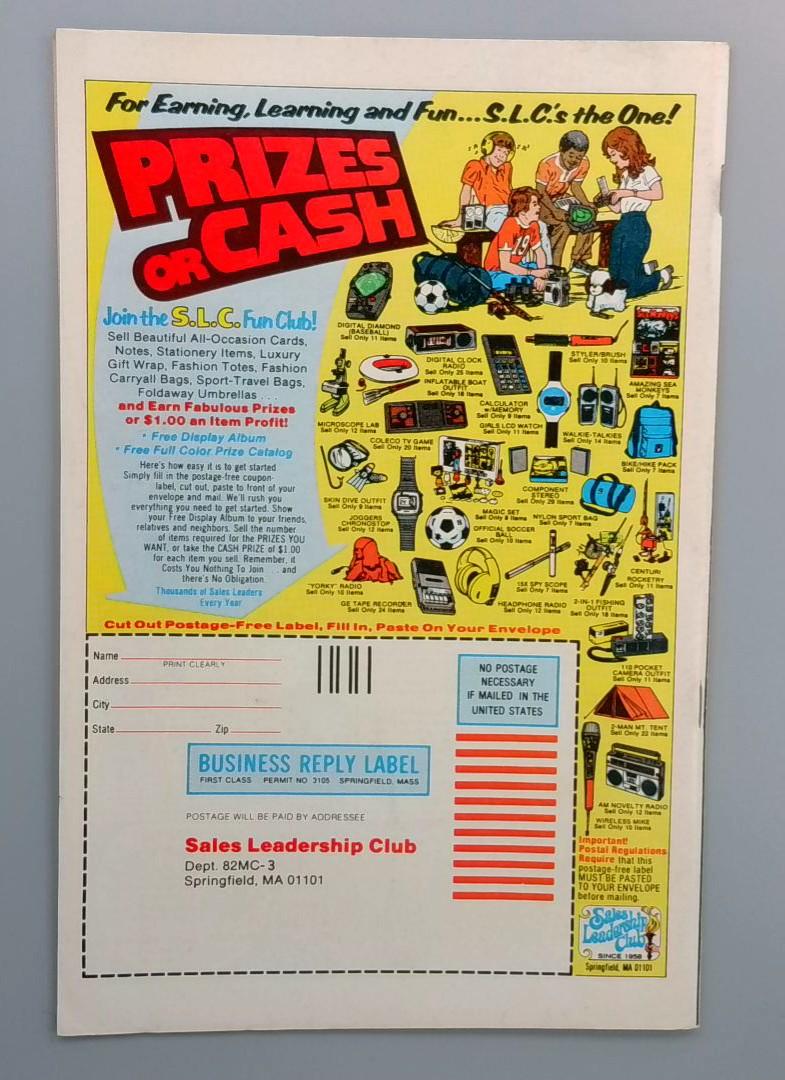 For Earning, Learning and Fun... S.L.C.'s the One!
PRIZES
OR CASH
Join the S.L.C. Fun Club!
Sell Beautiful All-Occasion Cards,
Notes, Stationery Items, Luxury
Gift Wrap, Fashion Totes, Fashion
Carryall Bags, Sport-Travel Bags,
Foldaway Umbrellas . . .
and Earn Fabulous Prizes
or $1.00 an Item Profit!
• Free Display Album
• Free Full Color Prize Catalog
Here's how easy it is to get started
Simply fill in the postage-free coupon-
label, cut out, paste to front of your
envelope and mail. We'll rush you
everything you need to get started. Show
your Free Display Album to your friends,
relatives and neighbors. Sell the number
of items required for the PRIZES YOU
WANT, or take the CASH PRIZE of $1.00
for each item you sell. Remember, it
Costs You Nothing To Join . . . and
there's No Obligation.
Thousands of Sales Leaders
Every Year
19
DIGITAL DIAMOND
(BASEBALL)
Sell Only 11 Items
DIGITAL CLOCK
RADIO
Sell Only 25 Items
STYLER/BRUSH
Sell Only 10 Items
AMAZING SEA
MONKEYS
Sell Only 7 Items
INFLATABLE BOAT
OUTFIT
Sell Only 18 Items
CALCULATOR
w/MEMORY
Sell Only 9 Items
MICROSCOPE LAB
Sell Only 12 Items
COLECO TV GAME
Sell Only 20 Items
GIRLS LCD WATCH
Sell Only 11 Items
WALKIE-TALKIES
Sell Only 14 Items
BIKE/HIKE PACK
Sell Only 7 Items
SKIN DIVE OUTFIT
Sell Only 9 Items
JOGGERS
CHRONOSTOP
Sell Only 12 Items
MAGIC SET
Sell Only 8 Items
COMPONENT
STEREO
Sell Only 29 Items
NYLON SPORT BAG
Sell Only 7 Items
OFFICIAL SOCCER
BALL
Sell Only 10 Items
"YORKY" RADIO
Sell Only 10 Items
GE TAPE RECORDER
Sell Only 24 Items
15X SPY SCOPE
Sell Only 7 Items
HEADPHONE RADIO
Sell Only 12 Items
CENTURI
ROCKETRY
Sell Only 11 Items
2-IN-1 FISHING
OUTFIT
Sell Only 18 Items
110 POCKET
CAMERA OUTFIT
Sell Only 11 Items
2-MAN MT. TENT
Sell Only 22 Items
AM NOVELTY RADIO
Sell Only 12 Items
WIRELESS MIKE
Sell Only 10 Items
Cut Out Postage-Free Label, Fill In, Paste On Your Envelope
Name
PRINT CLEARLY
Address
City
State Zip
NO POSTAGE
NECESSARY
IF MAILED IN THE
UNITED STATES
BUSINESS REPLY LABEL
FIRST CLASS PERMIT NO 3105 SPRINGFIELD, MASS
POSTAGE WILL BE PAID BY ADDRESSEE
Sales Leadership Club
Dept. 82MC-3
Springfield, MA 01101
Important!
Postal Regulations
Require that this
postage-free label
MUST BE PASTED
TO YOUR ENVELOPE
before mailing.
Sales
Leadership
Club
SINCE 1958
Springfield, MA 01101